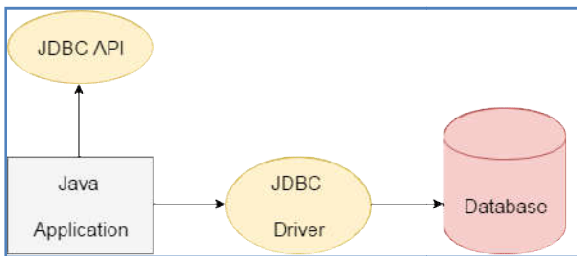 JDBC API
Java
Application
JDBC
Driver
Database